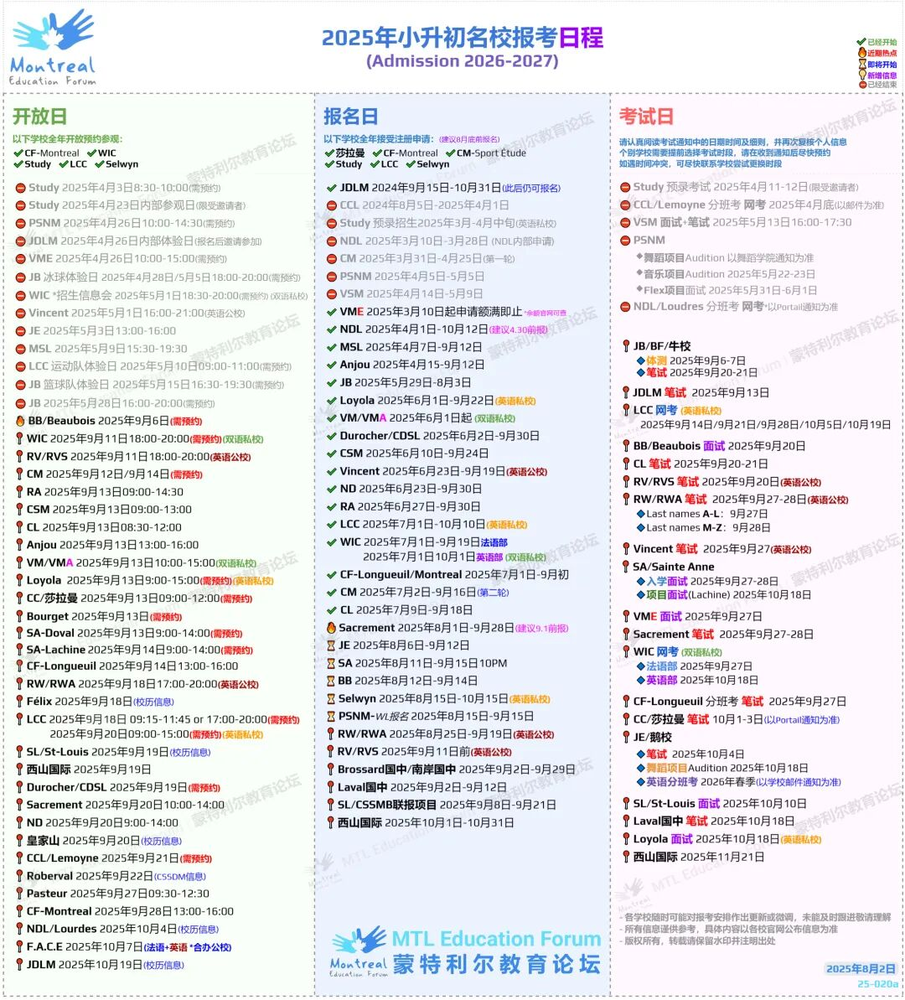 Montreal
Education Forum
2025年小升初名校报考日程
(Admission 2026-2027)
已经开始
近期热点
即将开始
新增信息
已经结束
开放日
以下学校全年开放预约参观:
CF-Montreal WIC
Study LCC Selwyn
Study 2025年4月3日8:30-10:00(需预约)
Study 2025年4月23日内部参观日(限受邀请者)
PSNM 2025年4月26日10:00-14:30(需预约)
JDLM 2025年4月26日内部体验日(报名后邀请参加)
VME 2025年4月26日10:00-15:00(需预约)
JB 冰球体验日 2025年4月28日/5月5日18:00-20:00(需预约)
WIC *招生信息会 2025年5月1日18:30-20:00(需预约) (双语私校)
Vincent 2025年5月1日16:00-21:00(英语公校)
JE 2025年5月3日13:00-16:00
MSL 2025年5月9日15:30-19:30
LCC 运动队体验日 2025年5月10日09:00-11:00(需预约)
JB 篮球队体验日 2025年5月15日16:30-19:30(需预约)
JB 2025年5月28日16:00-20:00(需预约)
BB/Beaubois 2025年9月6日(需预约)
WIC 2025年9月11日18:00-20:00(需预约)(双语私校)
RV/RVS 2025年9月11日18:00-20:00(英语公校)
CM 2025年9月12日/9月14日(需预约)
RA 2025年9月13日09:00-14:30
CSM 2025年9月13日09:00-13:00
CL 2025年9月13日08:30-12:00
Anjou 2025年9月13日13:00-16:00
VM/VMA 2025年9月13日10:00-15:00(双语私校)
Loyola 2025年9月13日9:00-15:00(需预约)(英语私校)
CC/莎拉曼 2025年9月13日09:00-12:00(需预约)
Bourget 2025年9月13日(需预约)
SA-Doval 2025年9月13日9:00-14:00(需预约)
SA-Lachine 2025年9月14日9:00-14:00(需预约)
CF-Longueuil 2025年9月14日13:00-16:00
RW/RWA 2025年9月18日17:00-20:00(英语公校)
Félix 2025年9月18日(校历信息)
LCC 2025年9月18日 09:15-11:45 or 17:00-20:00(需预约)
2025年9月20日09:00-15:00(需预约)(英语私校)
SL/St-Louis 2025年9月19日(校历信息)
西山国际 2025年9月19日
Durocher/CDSL 2025年9月19日(需预约)
Sacrement 2025年9月20日10:00-14:00
ND 2025年9月20日9:00-14:00
皇家山 2025年9月20日(校历信息)
CCL/Lemoyne 2025年9月21日(需预约)
Roberval 2025年9月22日(CSSDM信息)
Pasteur 2025年9月27日09:30-12:30
CF-Montreal 2025年9月28日13:00-16:00
NDL/Lourdes 2025年10月4日(校历信息)
F.A.C.E 2025年10月7日(法语+英语 *合办公校)
JDLM 2025年10月19日(校历信息)
报名日
以下学校全年接受注册申请: (建议8月底前报名)
莎拉曼 CF-Montreal CM-Sport Étude
Study LCC Selwyn
JDLM 2024年9月15日-10月31日(此后仍可报名)
CCL 2024年8月5日-2025年4月1日
Study 预录招生2025年3月-4月中旬(英语私校)
NDL 2025年3月10日-3月28日 (NDL内部申请)
CM 2025年3月31日-4月25日(第一轮)
PSNM 2025年4月5日-5月5日
VSM 2025年4月14日-5月9日
VME 2025年3月10日起申请额满即止 *余额官网可查
NDL 2025年4月1日-10月12日(建议4.30前报)
MSL 2025年4月7日-9月12日
Anjou 2025年4月15-9月12日
JB 2025年5月29日-8月3日
Loyola 2025年6月1日-9月22日(英语私校)
VM/VMA 2025年6月1日起 (双语私校)
Durocher/CDSL 2025年6月2日-9月30日
CSM 2025年6月10日-9月24日
Vincent 2025年6月23日-9月19日(英语公校)
ND 2025年6月23日-9月30日
RA 2025年6月27日-9月30日
LCC 2025年7月1日-10月10日(英语私校)
WIC 2025年7月1日-9月19日法语部
2025年7月1日10月1日英语部 (双语私校)
CF-Longueuil/Montreal 2025年7月1日-9月初
CM 2025年7月2日-9月16日(第二轮)
CL 2025年7月9日-9月18日
Sacrement 2025年8月1日-9月28日(建议9.1前报)
JE 2025年8月6日-9月12日
SA 2025年8月11日-9月15日10PM
BB 2025年8月12日-9月14日
Selwyn 2025年8月15日-10月15日(英语私校)
PSNM-WL报名 2025年8月15日-9月15日
RW/RWA 2025年8月25日-9月19日(英语公校)
RV/RVS 2025年9月11日前(英语公校)
Brossard国中/南岸国中 2025年9月2日-9月29日
Laval国中 2025年9月2日-9月12日
SL/CSSMB联报项目 2025年9月8日-9月21日
西山国际 2025年10月1日-10月31日
Montreal
Education Forum
MTL Education Forum
蒙特利尔教育论坛
考试日
请认真阅读考试通知中的日期时间及细则，并再次复核个人信息
个别学校需要提前选择考试时段，请在收到通知后尽快预约
如遇时间冲突，可尽快联系学校尝试更换时段
Study 预录考试 2025年4月11-12日(限受邀请者)
CCL/Lemoyne 分班考 网考 2025年4月底(以邮件为准)
VSM 面试+笔试 2025年5月13日16:00-17:30
PSNM
舞蹈项目Audition 以舞蹈学院通知为准
音乐项目Audition 2025年5月22-23日
Flex项目面试 2025年5月31日-6月1日
NDL/Loudres 分班考 网考*以Portail通知为准
JB/BF/牛校
体测 2025年9月6-7日
笔试 2025年9月20-21日
JDLM 笔试 2025年9月13日
LCC 网考 (英语私校)
2025年9月14日/9月21日/9月28日/10月5日/10月19日
BB/Beaubois 面试 2025年9月20日
CL 笔试 2025年9月20-21日
RV/RVS 笔试 2025年9月20日(英语公校)
RW/RWA 笔试 2025年9月27-28日(英语公校)
Last names A-L: 9月27日
Last names M-Z: 9月28日
Vincent 笔试 2025年9月27(英语公校)
SA/Sainte Anne
入学面试 2025年9月27-28日
项目面试(Lachine) 2025年10月18日
VME 面试 2025年9月27日
Sacrement 笔试 2025年9月27-28日
WIC 网考 (双语私校)
法语部 2025年9月27日
英语部 2025年10月18日
CF-Longueuil 分班考 笔试 2025年9月27日
CC/莎拉曼 笔试 10月1-3日(以Portail通知为准)
JE/鹅校
笔试 2025年10月4日
舞蹈项目Audition 2025年10月18日
英语分班考 2026年春季(以学校邮件通知为准)
SL/St-Louis 面试 2025年10月10日
Laval国中 笔试 2025年10月18日
Loyola 面试 2025年10月18日(英语私校)
西山国际 2025年11月21日
- 各学校随时可能对报考安排作出更新或微调，未能及时跟进敬请理解
- 所有信息谨供参考，具体内容以各校官网公布信息为准
- 版权所有，转载请保留水印并注明出处
2025年8月2日
25-020a